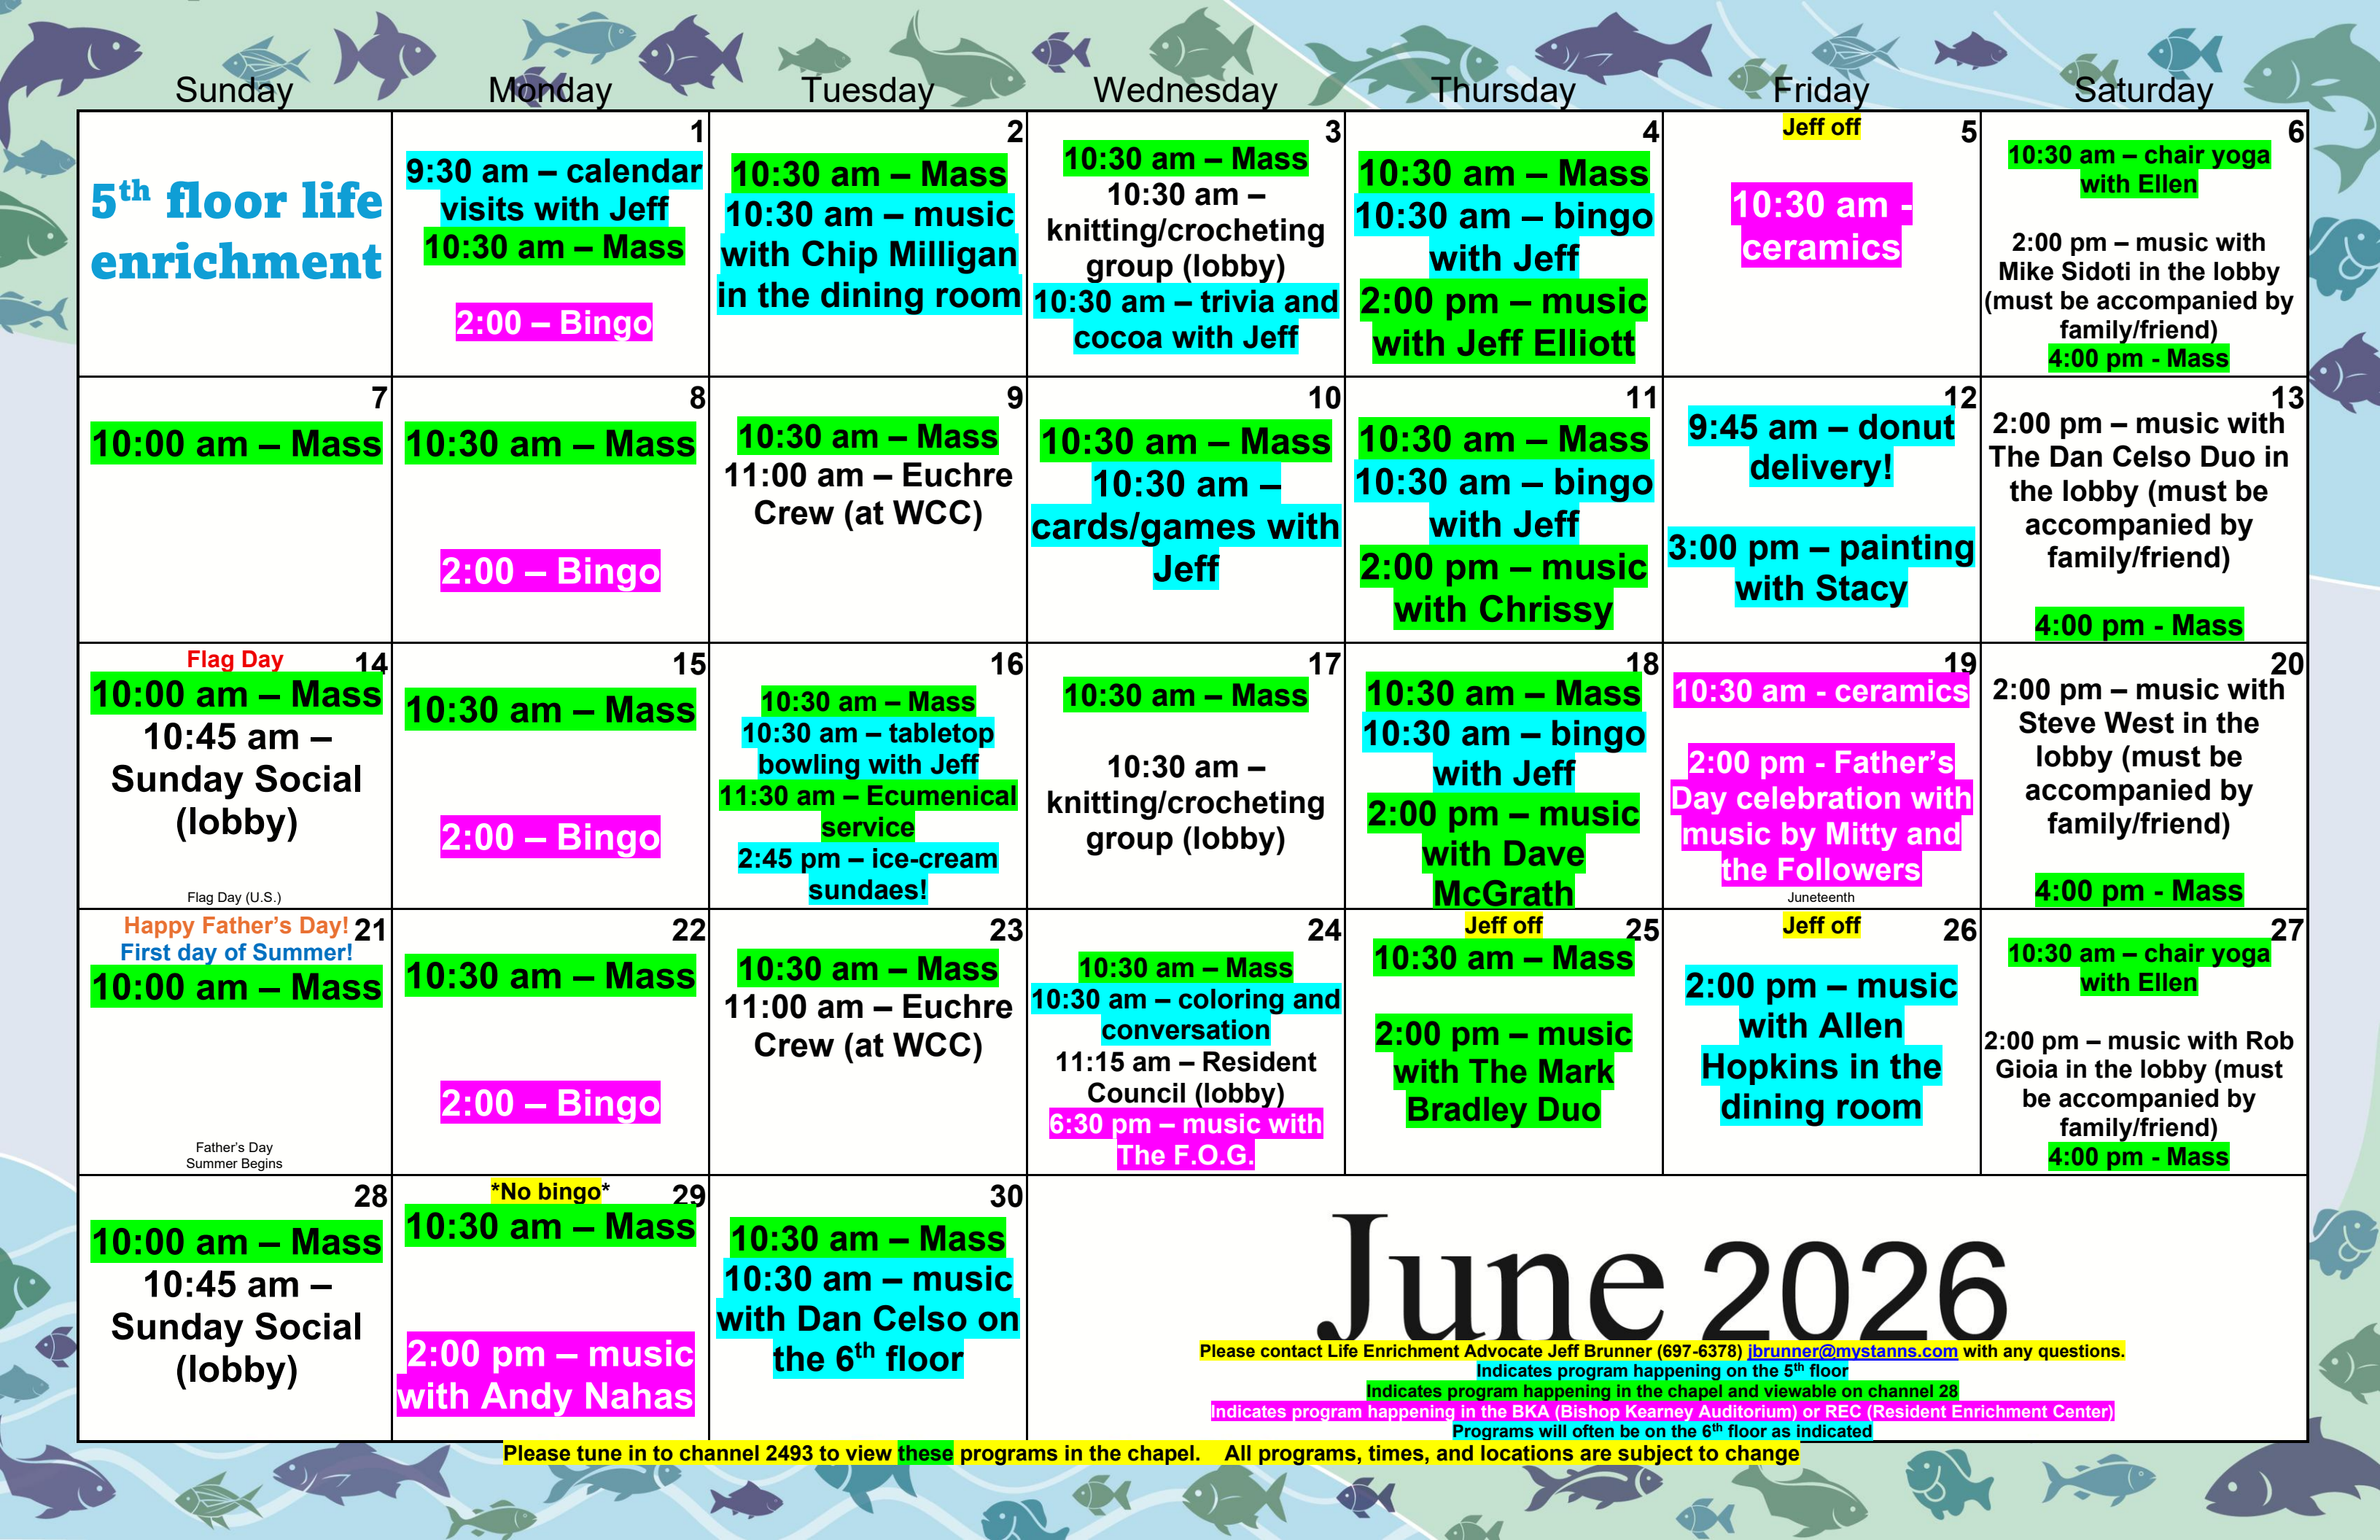 Sunday Monday Tuesday Wednesday Thursday Friday Saturday
5th floor life
enrichment
1
9:30 am – calendar
visits with Jeff
10:30 am – Mass
2:00 – Bingo
2
10:30 am – Mass
10:30 am – music
with Chip Milligan
in the dining room
3
10:30 am – Mass
10:30 am –
knitting/crocheting
group (lobby)
10:30 am – trivia and
cocoa with Jeff
4
10:30 am – Mass
10:30 am – bingo
with Jeff
2:00 pm – music
with Jeff Elliott
Jeff off 5
10:30 am -
ceramics
6
10:30 am – chair yoga
with Ellen
2:00 pm – music with
Mike Sidoti in the lobby
(must be accompanied by
family/friend)
4:00 pm - Mass
7
10:00 am – Mass
8
10:30 am – Mass
2:00 – Bingo
9
10:30 am – Mass
11:00 am – Euchre
Crew (at WCC)
10
10:30 am – Mass
10:30 am –
cards/games with
Jeff
11
10:30 am – Mass
10:30 am – bingo
with Jeff
2:00 pm – music
with Chrissy
12
9:45 am – donut
delivery!
3:00 pm – painting
with Stacy
13
2:00 pm – music with
The Dan Celso Duo in
the lobby (must be
accompanied by
family/friend)
4:00 pm - Mass
Flag Day 14
10:00 am – Mass
10:45 am –
Sunday Social
(lobby)
Flag Day (U.S.)
15
10:30 am – Mass
2:00 – Bingo
16
10:30 am – Mass
10:30 am – tabletop
bowling with Jeff
11:30 am – Ecumenical
service
2:45 pm – ice-cream
sundaes!
17
10:30 am – Mass
10:30 am –
knitting/crocheting
group (lobby)
18
10:30 am – Mass
10:30 am – bingo
with Jeff
2:00 pm – music
with Dave
McGrath
19
10:30 am - ceramics
2:00 pm - Father’s
Day celebration with
music by Mitty and
the Followers
Juneteenth
20
2:00 pm – music with
Steve West in the
lobby (must be
accompanied by
family/friend)
4:00 pm - Mass
Happy Father’s Day! 21
First day of Summer!
10:00 am – Mass
Father’s Day
Summer Begins
22
10:30 am – Mass
2:00 – Bingo
23
10:30 am – Mass
11:00 am – Euchre
Crew (at WCC)
24
10:30 am – Mass
10:30 am – coloring and
conversation
11:15 am – Resident
Council (lobby)
6:30 pm – music with
The F.O.G.
Jeff off 25
10:30 am – Mass
2:00 pm – music
with The Mark
Bradley Duo
Jeff off 26
2:00 pm – music
with Allen
Hopkins in the
dining room
27
10:30 am – chair yoga
with Ellen
2:00 pm – music with Rob
Gioia in the lobby (must
be accompanied by
family/friend)
4:00 pm - Mass
28
10:00 am – Mass
10:45 am –
Sunday Social
(lobby)
*No bingo* 29
10:30 am – Mass
2:00 pm – music
with Andy Nahas
30
10:30 am – Mass
10:30 am – music
with Dan Celso on
the 6th floor
June 2026
Please contact Life Enrichment Advocate Jeff Brunner (697-6378) jbrunner@mystanns.com with any questions.
Indicates program happening on the 5th floor
Indicates program happening in the chapel and viewable on channel 28
Indicates program happening in the BKA (Bishop Kearney Auditorium) or REC (Resident Enrichment Center)
Programs will often be on the 6th floor as indicated
Please tune in to channel 2493 to view these programs in the chapel. All programs, times, and locations are subject to change